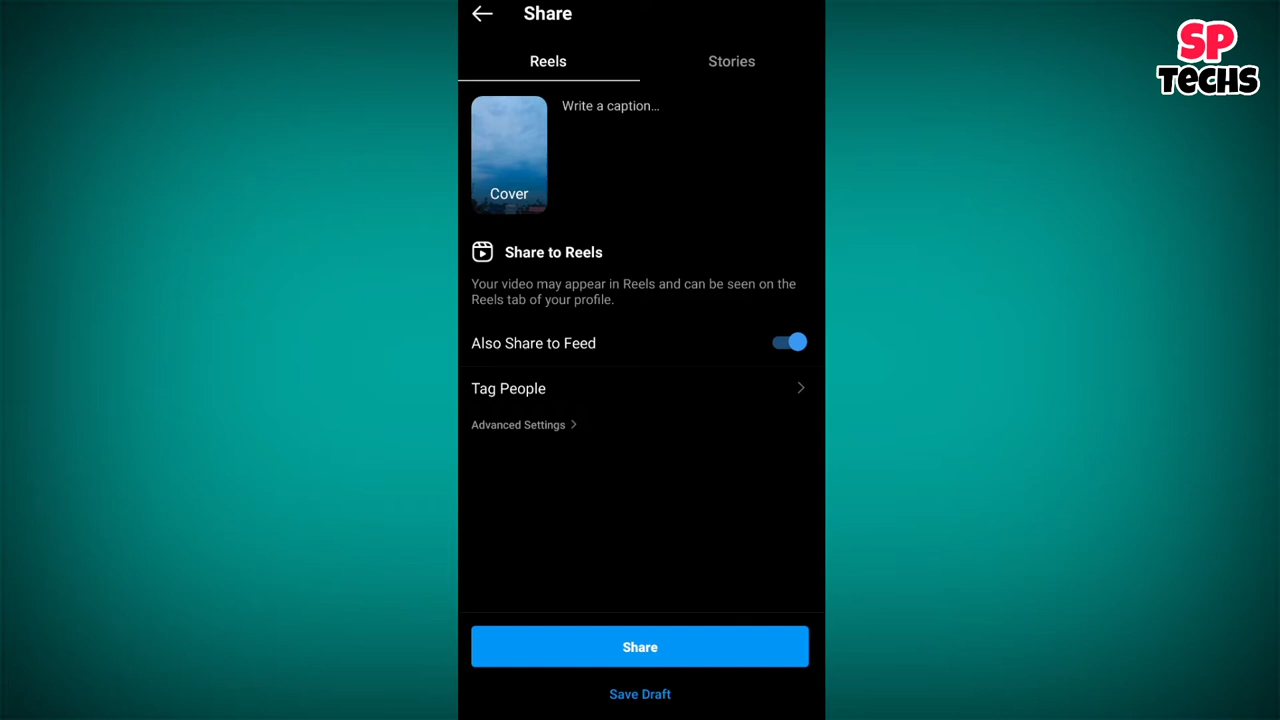 Share
SP
Techs
Reels
Stories
Write a caption...
Cover
Share to Reels
Your video may appear in Reels and can be seen on the
Reels tab of your profile.
Also Share to Feed
Tag People
Advanced Settings
Share
Save Draft